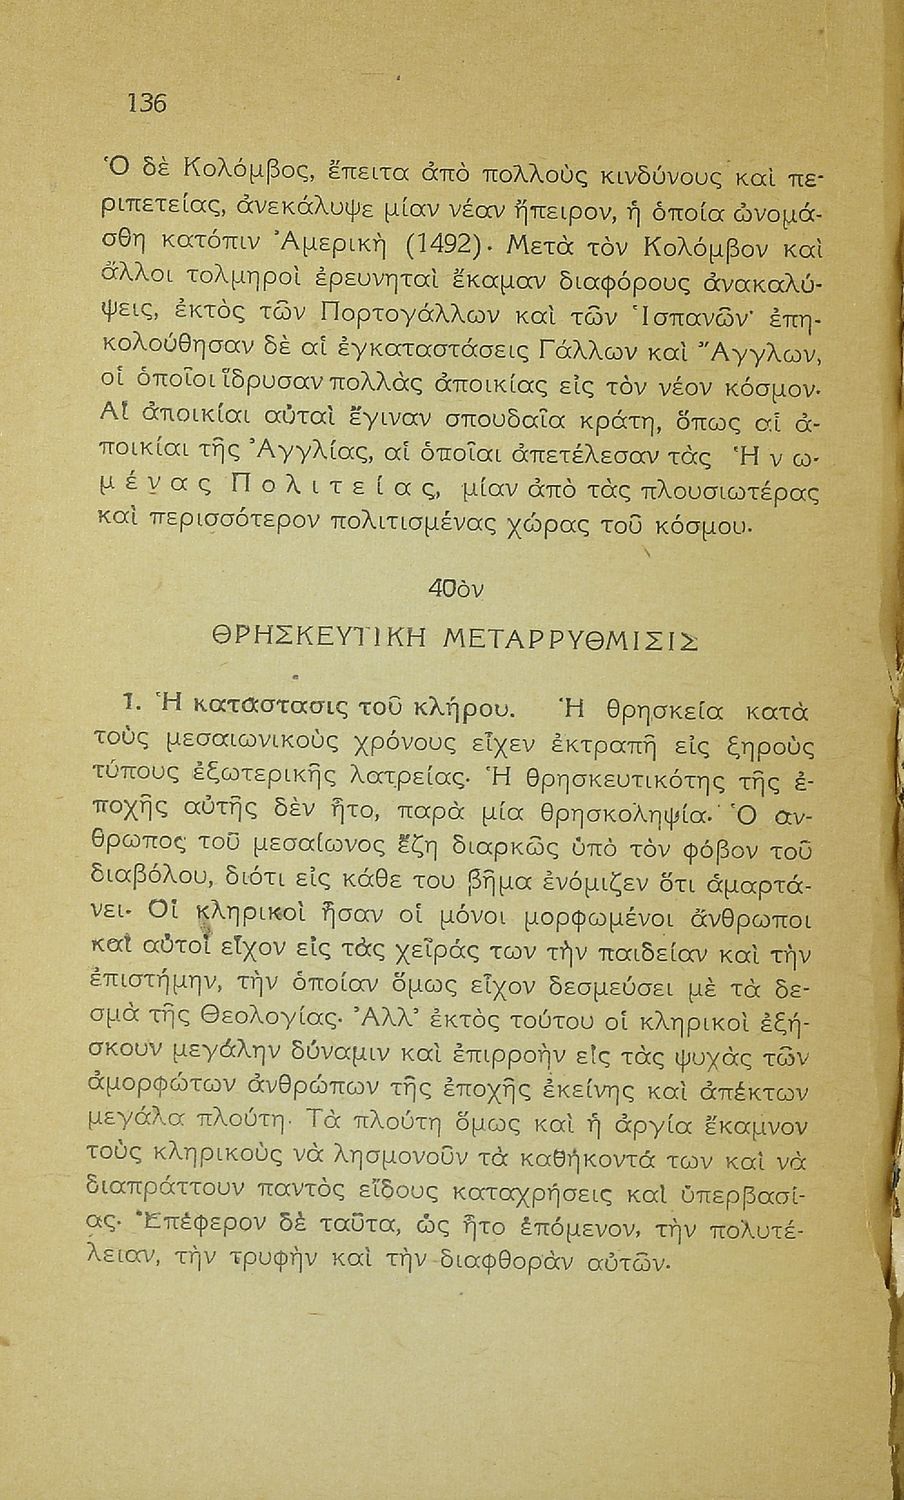 136
Ὁ δὲ Κολόμβος, ἔπειτα ἀπὸ πολλοὺς κινδύνους καὶ πε-
ριπετείας, ἀνεκάλυψε μίαν νέαν ἤπειρον, ἡ ὁποία ὠνομά-
σθη κατόπιν Ἀμερικὴ (1492). Μετὰ τὸν Κολόμβον καὶ
ἄλλοι τολμηροὶ ἐρευνηταὶ ἔκαμαν διαφόρους ἀνακαλύ-
ψεις, ἐκτὸς τῶν Πορτογάλλων καὶ τῶν Ἱσπανῶν· ἐπη-
κολούθησαν δὲ αἱ ἐγκαταστάσεις Γάλλων καὶ Ἄγγλων,
οἱ ὁποῖοι ἵδρυσαν πολλὰς ἀποικίας εἰς τὸν νέον κόσμον.
Αἱ ἀποικίαι αὐταὶ ἔγιναν σπουδαῖα κράτη, ὅπως αἱ ἀ-
ποικίαι τῆς Ἀγγλίας, αἱ ὁποῖαι ἀπετέλεσαν τὰς Ἡ ν ω-
μ έ ν α ς Π ο λ ι τ ε ί α ς, μίαν ἀπὸ τὰς πλουσιωτέρας
καὶ περισσότερον πολιτισμένας χώρας τοῦ κόσμου.
40ὸν
ΘΡΗΣΚΕΥΤΙΚΗ ΜΕΤΑΡΡΥΘΜΙΣΙΣ
1. Ἡ κατάστασις τοῦ κλήρου. Ἡ θρησκεία κατὰ
τοὺς μεσαιωνικοὺς χρόνους εἶχεν ἐκτραπῆ εἰς ξηροὺς
τύπους ἐξωτερικῆς λατρείας. Ἡ θρησκευτικότης τῆς ἐ-
ποχῆς αὐτῆς δὲν ἦτο, παρὰ μία θρησκοληψία. Ὁ ἄν-
θρωπος τοῦ μεσαίωνος ἔζη διαρκῶς ὑπὸ τὸν φόβον τοῦ
διαβόλου, διότι εἰς κάθε του βῆμα ἐνόμιζεν ὅτι ἁμαρτά-
νει. Οἱ κληρικοὶ ἦσαν οἱ μόνοι μορφωμένοι ἄνθρωποι
καὶ αὐτοὶ εἶχον εἰς τὰς χεῖράς των τὴν παιδείαν καὶ τὴν
ἐπιστήμην, τὴν ὁποίαν ὅμως εἶχον δεσμεύσει μὲ τὰ δε-
σμὰ τῆς Θεολογίας. Ἀλλ' ἐκτὸς τούτου οἱ κληρικοὶ ἐξή-
σκουν μεγάλην δύναμιν καὶ ἐπιρροὴν εἰς τὰς ψυχὰς τῶν
ἀμορφώτων ἀνθρώπων τῆς ἐποχῆς ἐκείνης καὶ ἀπέκτων
μεγάλα πλούτη. Τὰ πλούτη ὅμως καὶ ἡ ἀργία ἔκαμνον
τοὺς κληρικοὺς νὰ λησμονοῦν τὰ καθήκοντά των καὶ νὰ
διαπράττουν παντὸς εἴδους καταχρήσεις καὶ ὑπερβασί-
ας. Ἐπέφερον δὲ ταῦτα, ὡς ἦτο ἑπόμενον, τὴν πολυτέ-
λειαν, τὴν τρυφὴν καὶ τὴν διαφθορὰν αὐτῶν.